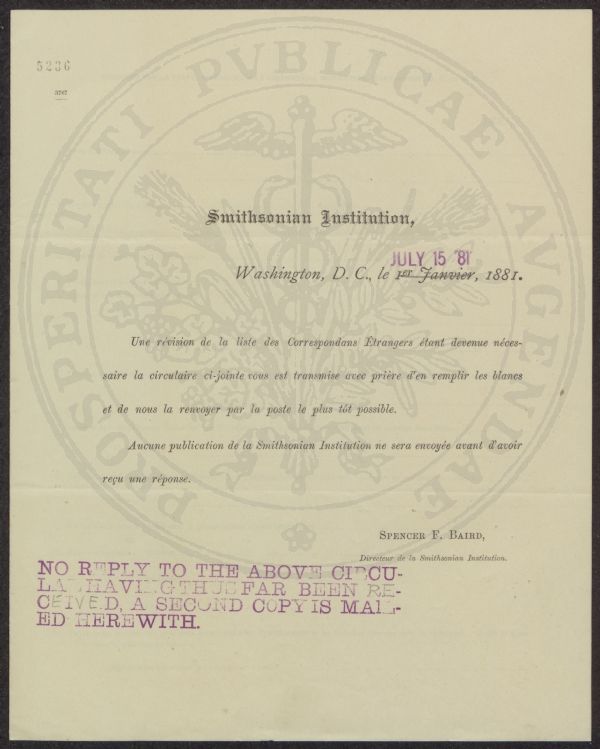 5236
3747
PROSPERITATI PVBLICAE AVGENDAE
Smithsonian Institution,
JULY 15 '81
Washington, D. C., le 1er Janvier, 1881.
Une révision de la liste des Correspondans Étrangers étant devenue néces-
saire la circulaire ci-jointe vous est transmise avec prière d'en remplir les blancs
et de nous la renvoyer par la poste le plus tôt possible.
Aucune publication de la Smithsonian Institution ne sera envoyée avant d'avoir
reçu une réponse.
SPENCER F. BAIRD,
Directeur de la Smithsonian Institution.
NO REPLY TO THE ABOVE CIRCU-
LAR HAVING THUS FAR BEEN RE-
CEIVED, A SECOND COPY IS MAIL-
ED HEREWITH.